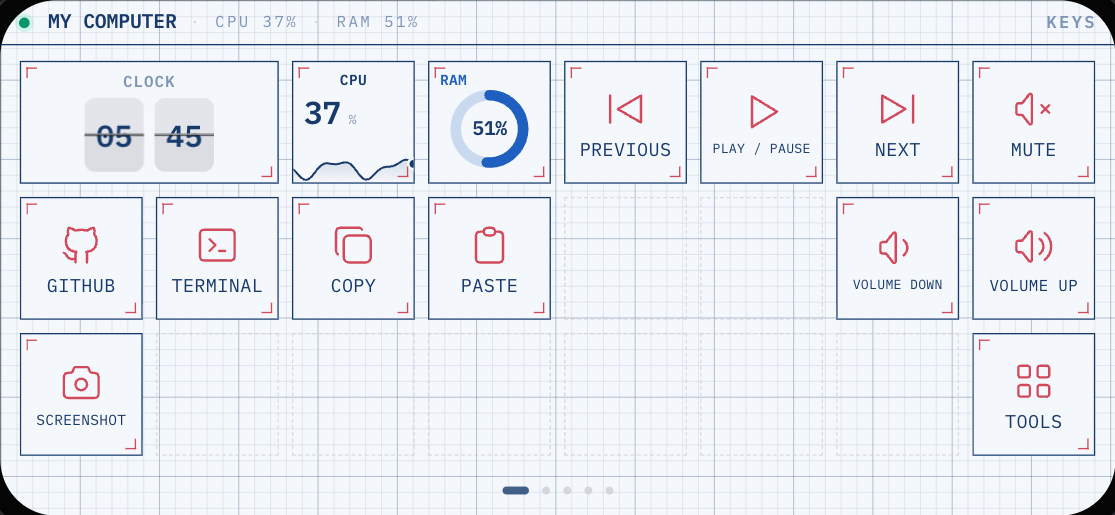 MY COMPUTER · CPU 37% · RAM 51%
KEYS
CLOCK
05 45
CPU
37 %
RAM
51%
PREVIOUS
PLAY / PAUSE
NEXT
MUTE
GITHUB
TERMINAL
COPY
PASTE
VOLUME DOWN
VOLUME UP
SCREENSHOT
TOOLS